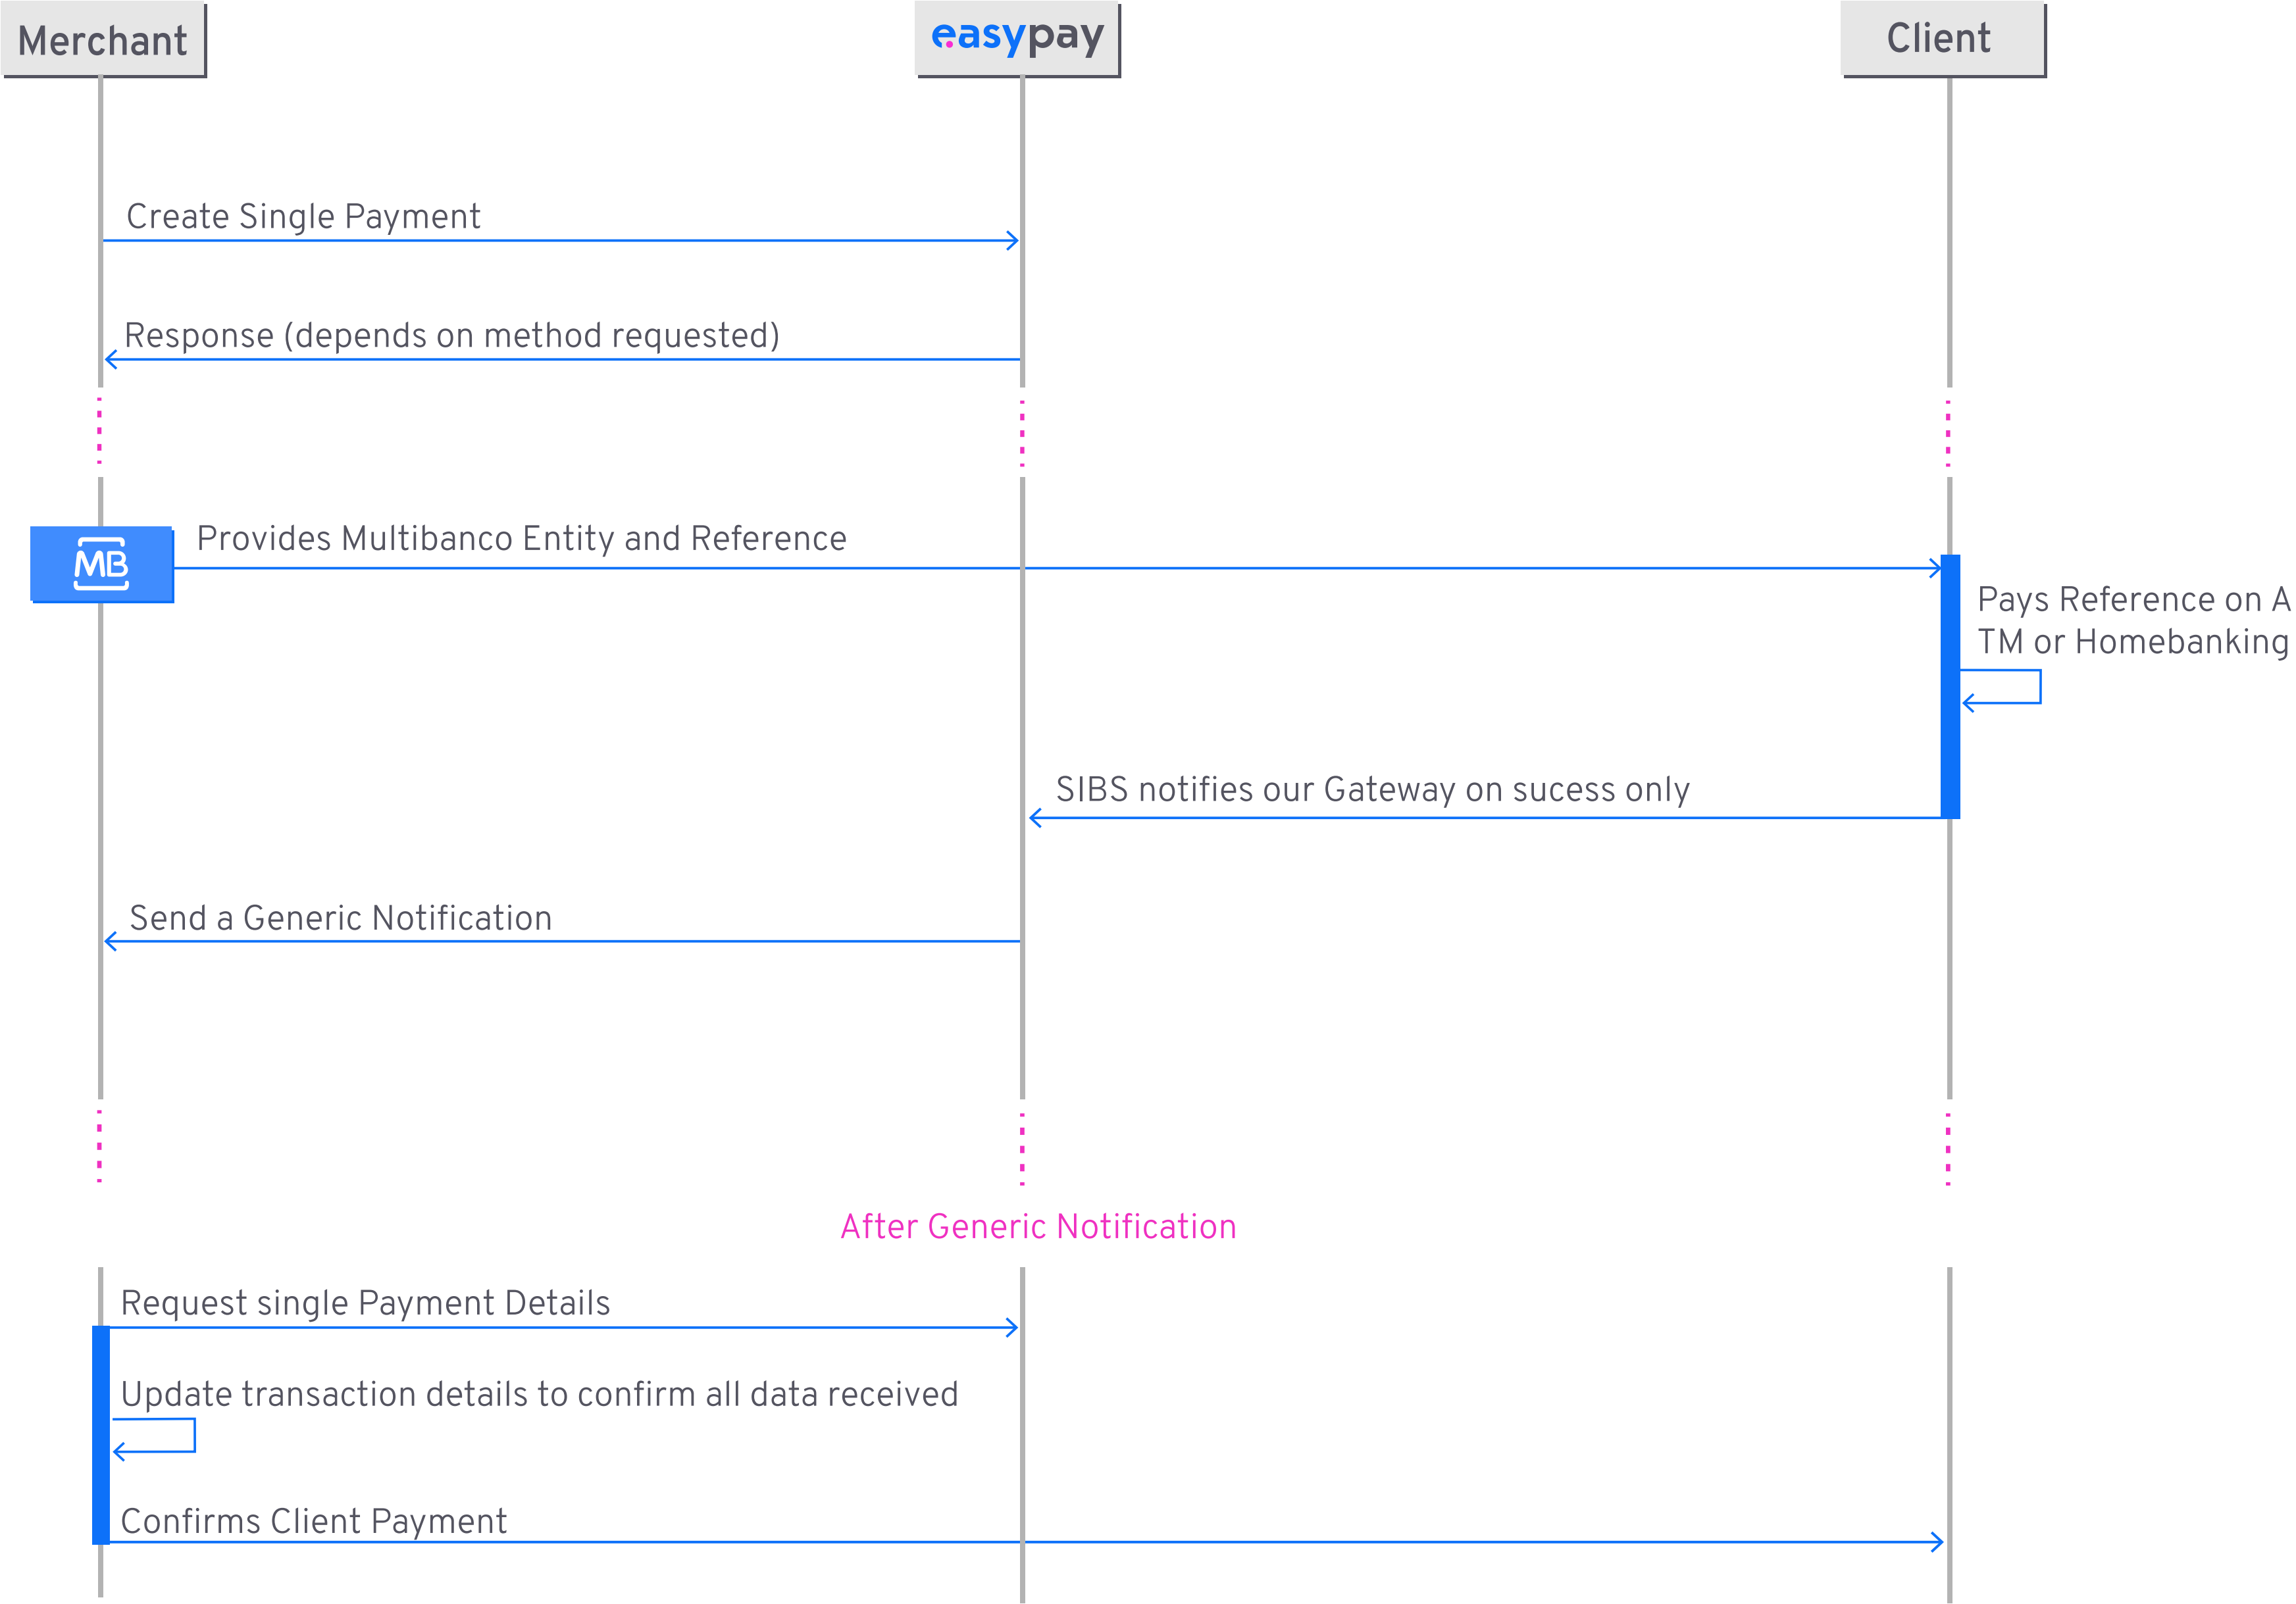 Merchant
easypay
Client
Create Single Payment
Response (depends on method requested)
MB
Provides Multibanco Entity and Reference
Pays Reference on A
TM or Homebanking
SIBS notifies our Gateway on sucess only
Send a Generic Notification
After Generic Notification
Request single Payment Details
Update transaction details to confirm all data received
Confirms Client Payment